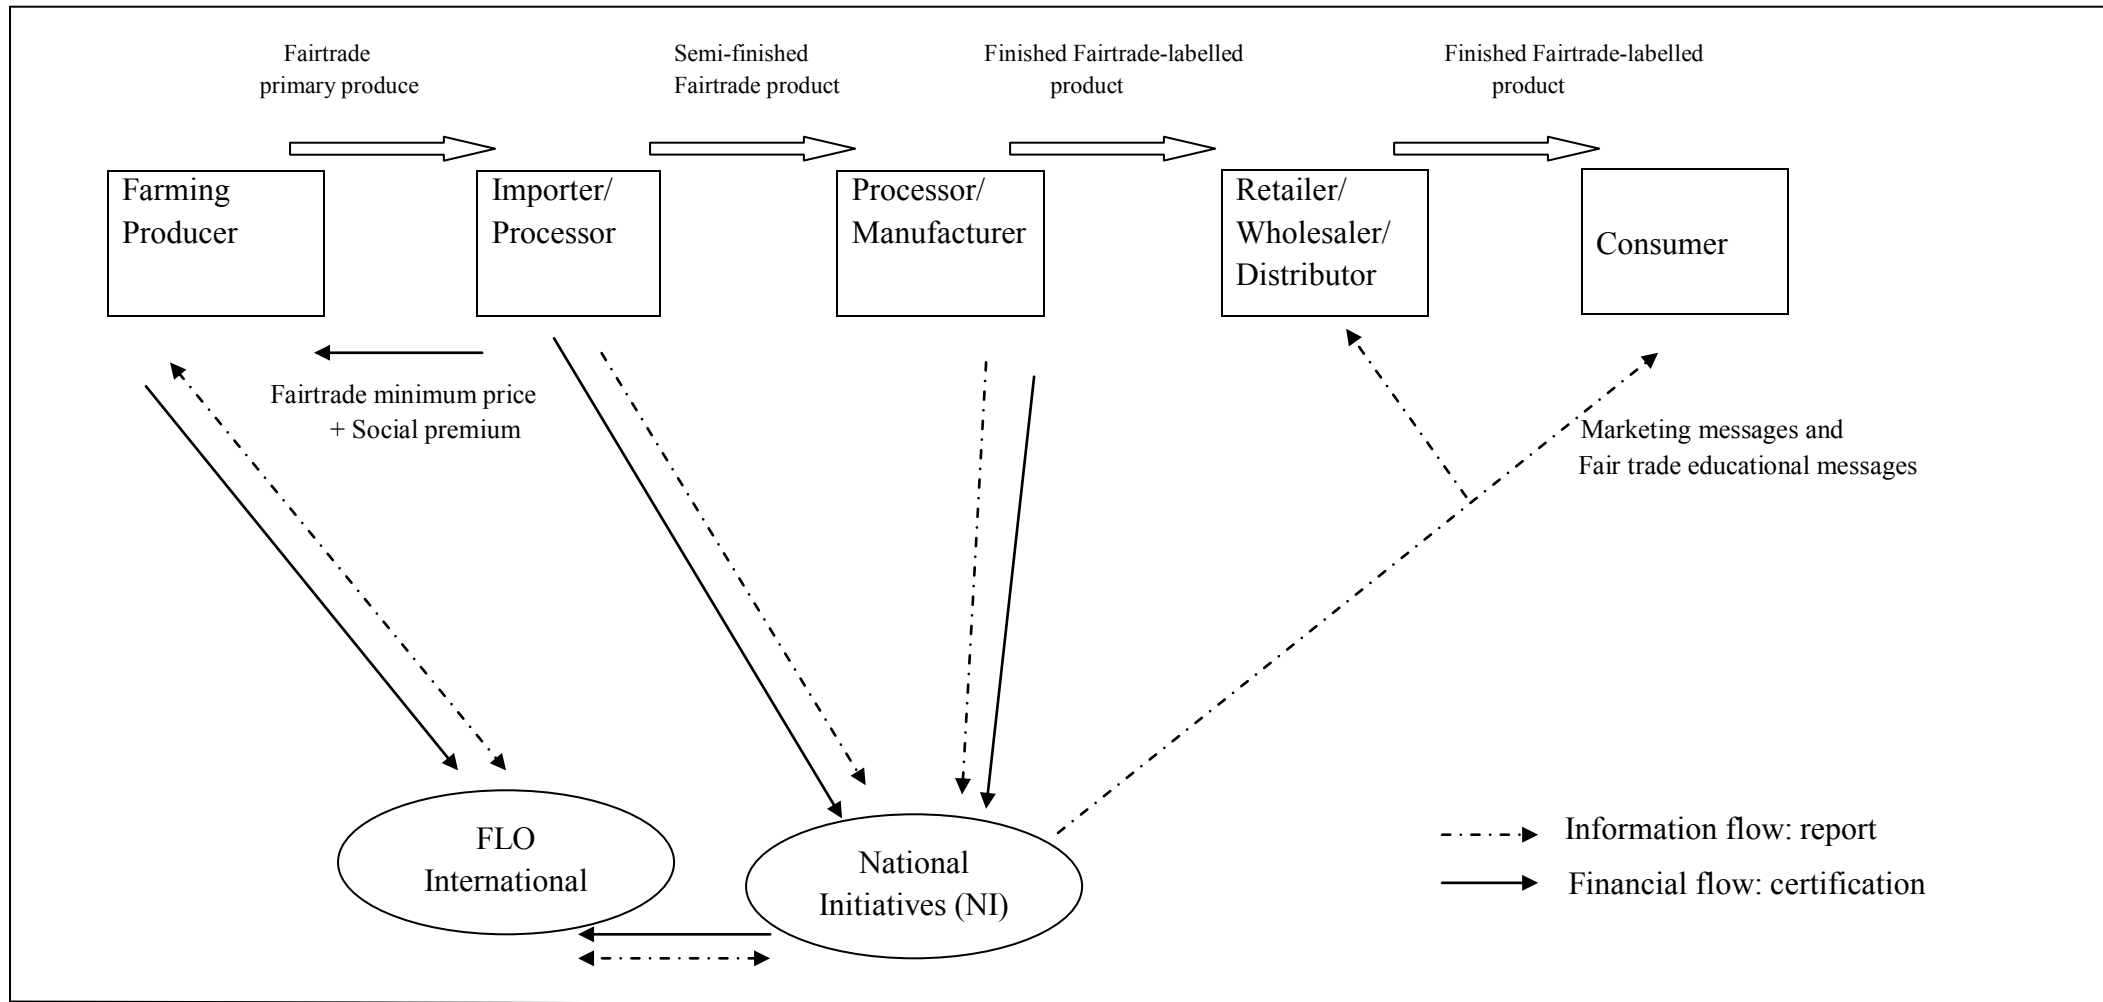 Fairtrade
primary produce
Semi-finished
Fairtrade product
Finished Fairtrade-labelled
product
Finished Fairtrade-labelled
product
Farming
Producer
Importer/
Processor
Processor/
Manufacturer
Retailer/
Wholesaler/
Distributor
Consumer
Fairtrade minimum price
+ Social premium
Marketing messages and
Fair trade educational messages
FLO
International
National
Initiatives (NI)
Information flow: report
Financial flow: certification